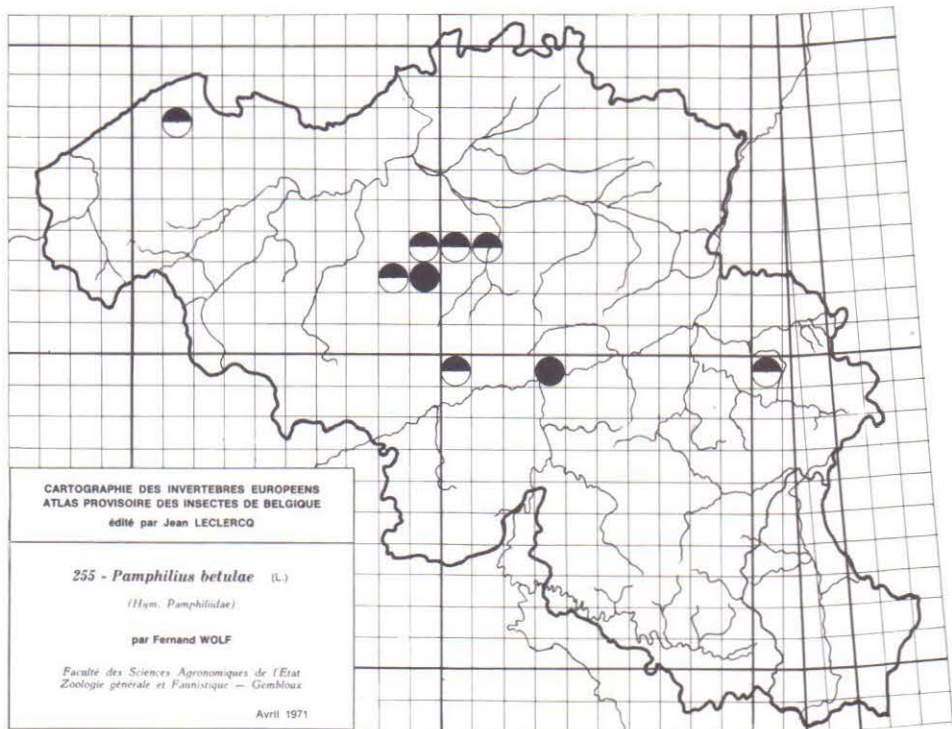 CARTOGRAPHIE DES INVERTEBRES EUROPEENS
ATLAS PROVISOIRE DES INSECTES DE BELGIQUE
édité par Jean LECLERCQ
255 - Pamphilius betulae (L.)
(Hym. Pamphiliidae)
par Fernand WOLF
Faculté des Sciences Agronomiques de l'Etat
Zoologie générale et Faunistique — Gembloux
Avril 1971